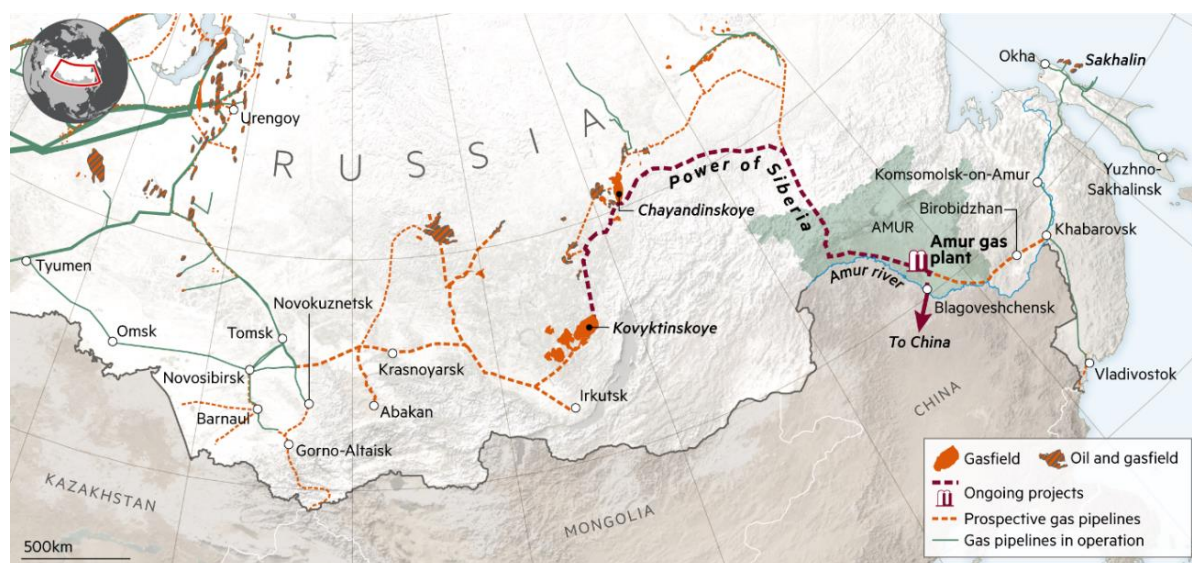 Okha
Sakhalin
Urengoy
RUSSIA
Power of Siberia
Komsomolsk-on-Amur
Yuzhno-
Sakhalinsk
Chayandinskoye
Birobidzhan
AMUR
Khabarovsk
Amur gas
plant
Tyumen
Amur river
Novokuznetsk
Blagoveshchensk
Omsk
Tomsk
Kovyktinskoye
To China
Krasnoyarsk
Novosibirsk
Vladivostok
Irkutsk
CHINA
Barnaul
Abakan
Gorno-Altaisk
Gasfield
Oil and gasfield
KAZAKHSTAN
Ongoing projects
MONGOLIA
Prospective gas pipelines
Gas pipelines in operation
500km